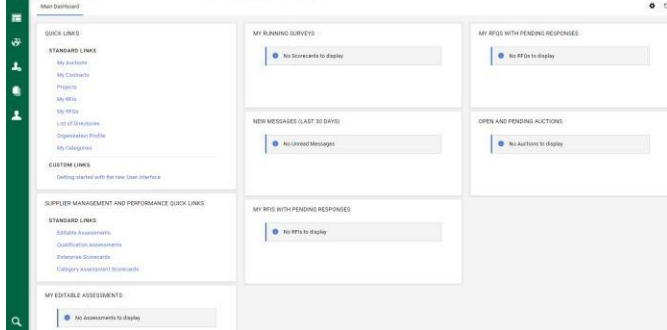 Main Dashboard
QUICK LINKS
STANDARD LINKS
My Auctions
My Contracts
Projects
My RFIs
My RFQs
List of Directories
Organisation Profile
My Categories
CUSTOM LINKS
Getting started with the new User Interface
SUPPLIER MANAGEMENT AND PERFORMANCE QUICK LINKS
STANDARD LINKS
Editable Assessments
Qualification Assessments
Enterprise Scorecards
Category Assessment Scorecards
MY EDITABLE ASSESSMENTS
No Assessments to display
MY RUNNING SURVEYS
No Scorecards to display
NEW MESSAGES (LAST 30 DAYS)
No Unread Messages
MY RFIS WITH PENDING RESPONSES
No RFIs to display
MY RFQS WITH PENDING RESPONSES
No RFQs to display
OPEN AND PENDING AUCTIONS
No Auctions to display